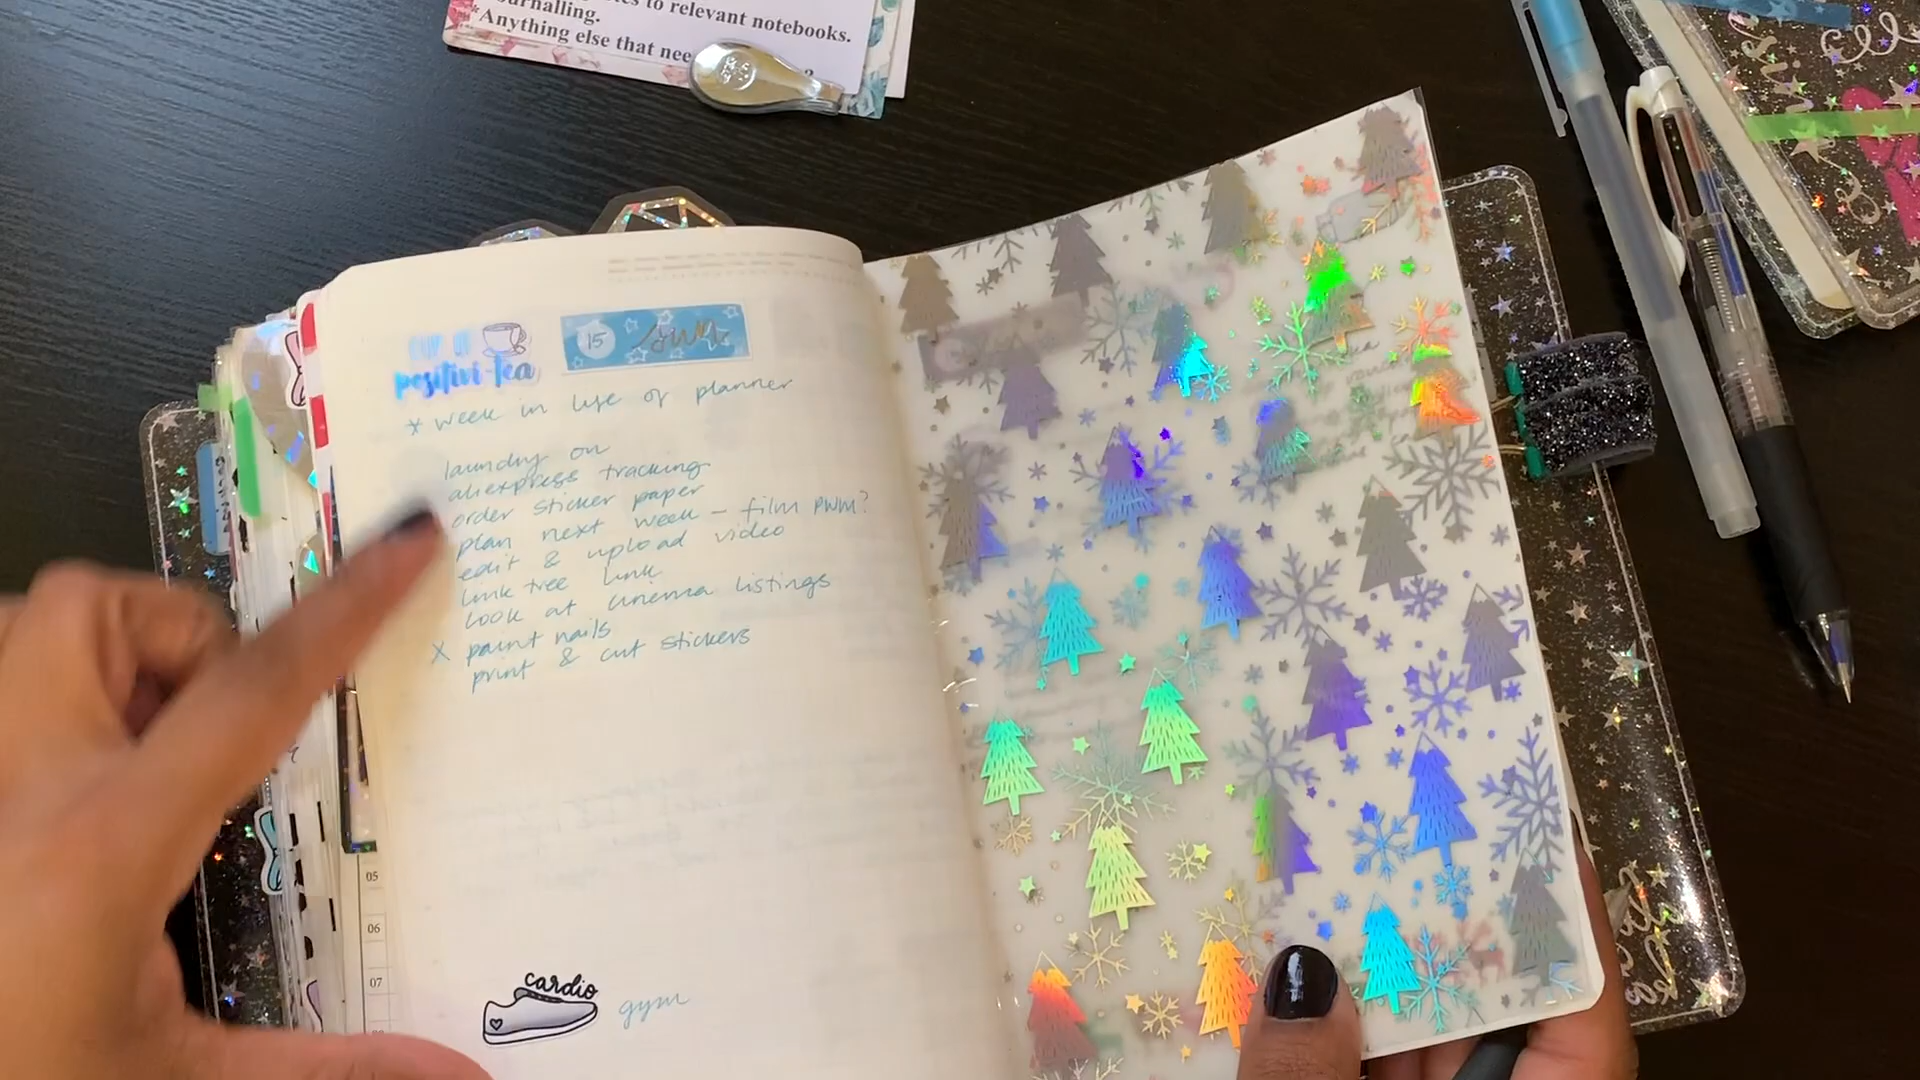 to relevant notebooks.
journalling.
*Anything else that nee
?
CUP OF
positivi-tea
15 sun
* week in life of planner
laundry on
aliexpress tracking
order sticker paper
plan next week – film PWM?
edit & upload video
link tree link
look at cinema listings
x paint nails
print & cut stickers
05
06
07
cardio
gym